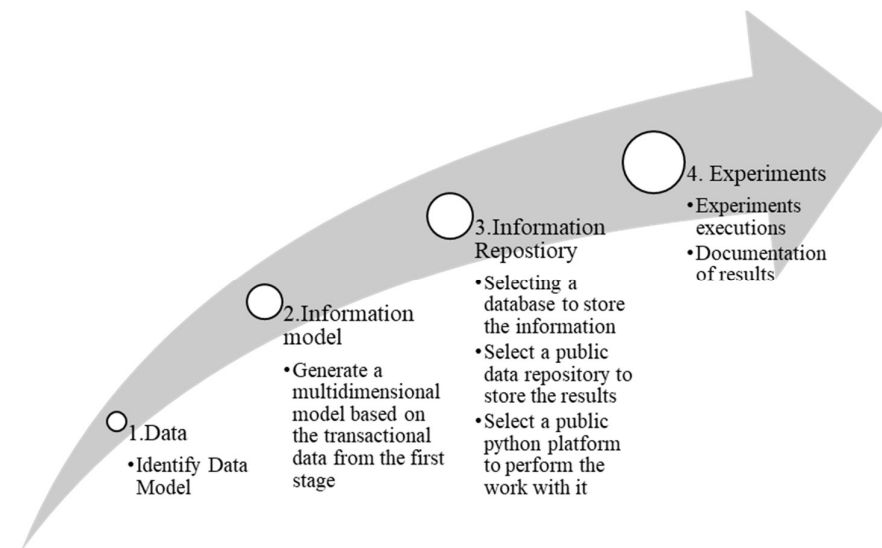 1.Data
•Identify Data
Model
2.Information
model
•Generate a
multidimensional
model based on
the transactional
data from the first
stage
3.Information
Repostiory
•Selecting a
database to store
the information
•Select a public
data repository to
store the results
•Select a public
python platform
to perform the
work with it
4. Experiments
•Experiments
executions
•Documentation
of results